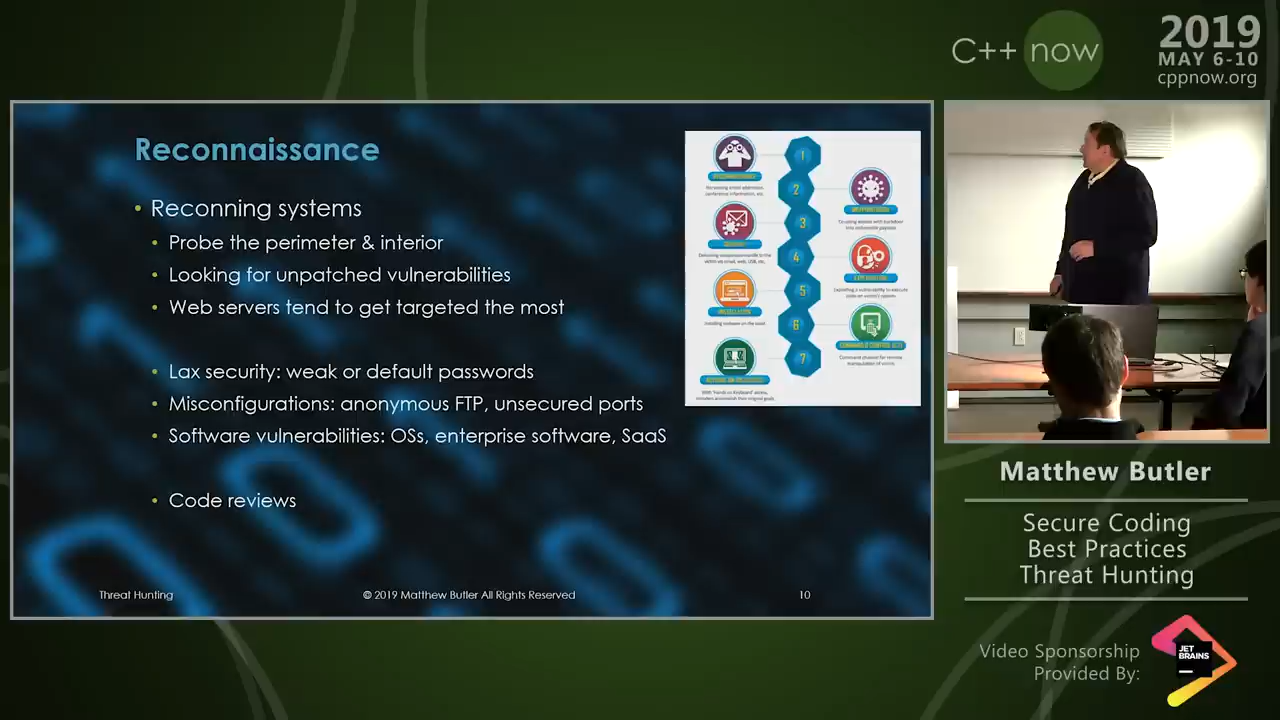 C++ now
2019
MAY 6-10
cppnow.org
Reconnaissance
• Reconning systems
• Probe the perimeter & interior
• Looking for unpatched vulnerabilities
• Web servers tend to get targeted the most
• Lax security: weak or default passwords
• Misconfigurations: anonymous FTP, unsecured ports
• Software vulnerabilities: OSs, enterprise software, SaaS
• Code reviews
1
2
3
4
5
6
7
Threat Hunting
© 2019 Matthew Butler All Rights Reserved
10
Matthew Butler
Secure Coding
Best Practices
Threat Hunting
Video Sponsorship
Provided By:
JET
BRAINS